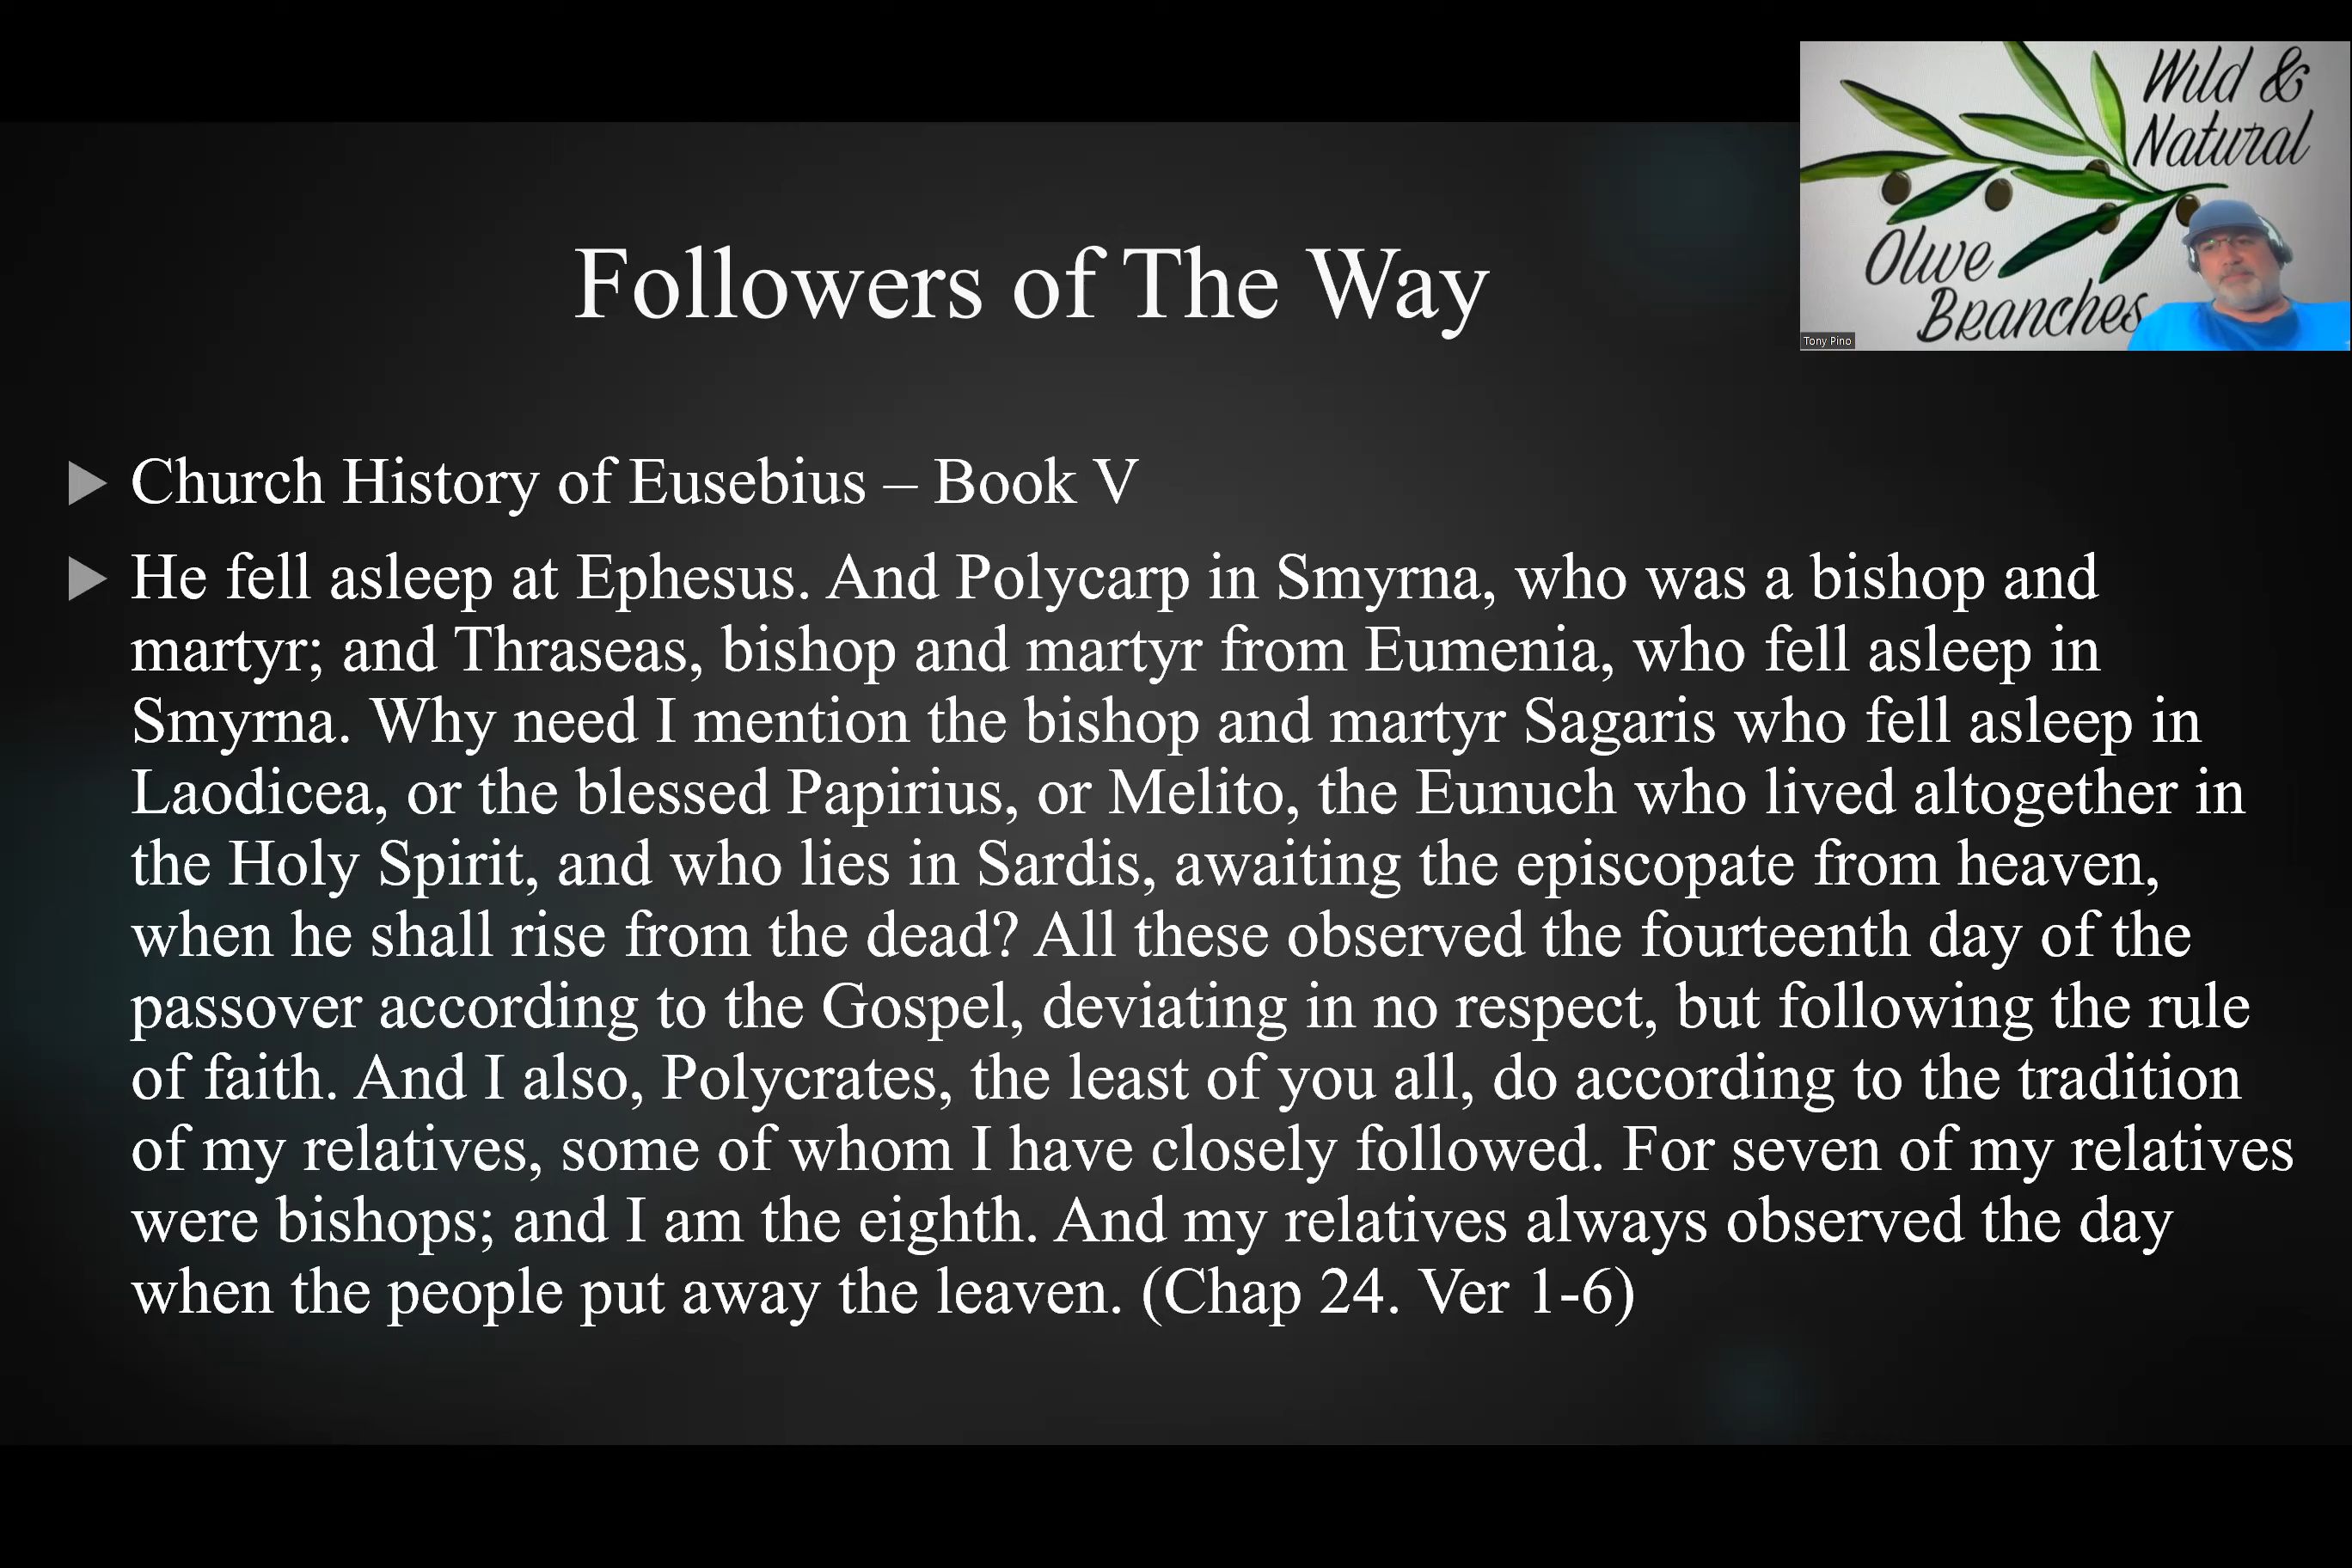 Wild &
Natural
Olive
Branches
Tony Pino
Followers of The Way
Church History of Eusebius – Book V
He fell asleep at Ephesus. And Polycarp in Smyrna, who was a bishop and
martyr; and Thraseas, bishop and martyr from Eumenia, who fell asleep in
Smyrna. Why need I mention the bishop and martyr Sagaris who fell asleep in
Laodicea, or the blessed Papirius, or Melito, the Eunuch who lived altogether in
the Holy Spirit, and who lies in Sardis, awaiting the episcopate from heaven,
when he shall rise from the dead? All these observed the fourteenth day of the
passover according to the Gospel, deviating in no respect, but following the rule
of faith. And I also, Polycrates, the least of you all, do according to the tradition
of my relatives, some of whom I have closely followed. For seven of my relatives
were bishops; and I am the eighth. And my relatives always observed the day
when the people put away the leaven. (Chap 24. Ver 1-6)